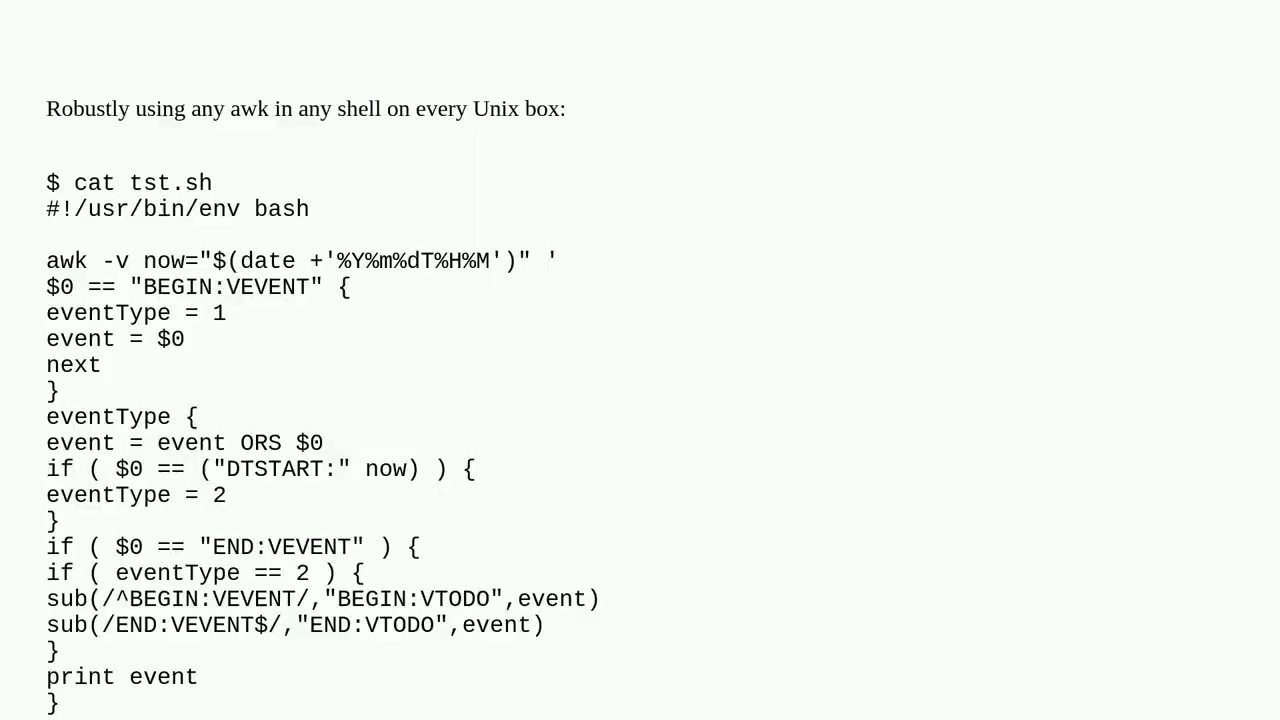 Robustly using any awk in any shell on every Unix box:
$ cat tst.sh
#!/usr/bin/env bash
awk -v now="$(date +'%Y%m%dT%H%M')" '
$0 == "BEGIN:VEVENT" {
eventType = 1
event = $0
next
}
eventType {
event = event ORS $0
if ( $0 == ("DTSTART:" now) ) {
eventType = 2
}
if ( $0 == "END:VEVENT" ) {
if ( eventType == 2 ) {
sub(/^BEGIN:VEVENT/,"BEGIN:VTODO",event)
sub(/END:VEVENT$/,"END:VTODO",event)
}
print event
}